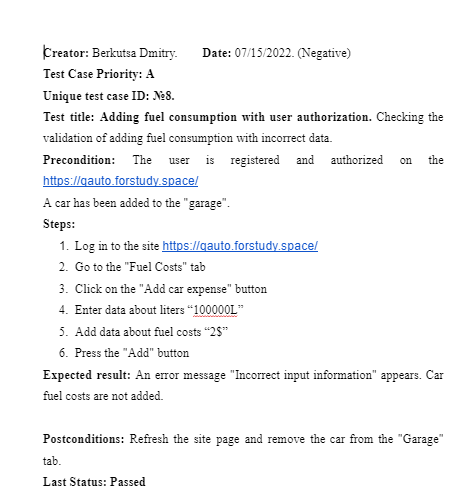 Creator: Berkutsa Dmitry. Date: 07/15/2022. (Negative)
Test Case Priority: A
Unique test case ID: №8.
Test title: Adding fuel consumption with user authorization. Checking the
validation of adding fuel consumption with incorrect data.
Precondition: The user is registered and authorized on the
https://qauto.forstudy.space/
A car has been added to the "garage".
Steps:
1. Log in to the site https://qauto.forstudy.space/
2. Go to the "Fuel Costs" tab
3. Click on the "Add car expense" button
4. Enter data about liters “100000L”
5. Add data about fuel costs “2$”
6. Press the "Add" button
Expected result: An error message "Incorrect input information" appears. Car
fuel costs are not added.
Postconditions: Refresh the site page and remove the car from the "Garage"
tab.
Last Status: Passed